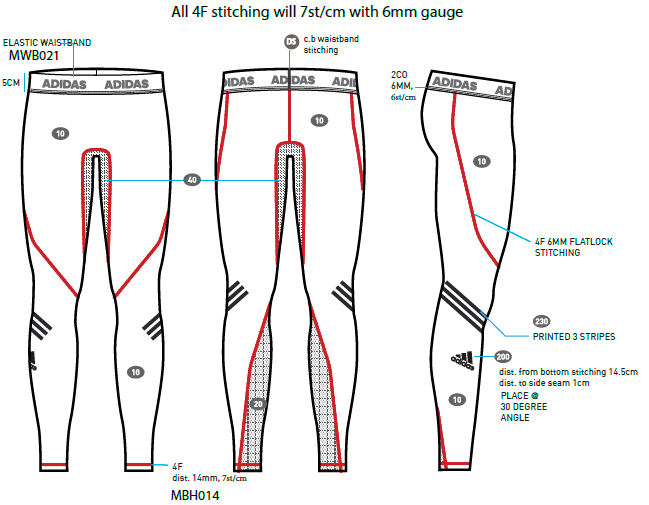 All 4F stitching will 7st/cm with 6mm gauge
ELASTIC WAISTBAND
MWB021
5CM
ADIDAS
ADIDAS
10
10
DS
c.b waistband
stitching
ADIDAS
ADIDAS
ADI
10
40
20
2CO
6MM,
6st/cm
ADIDAS
ADI
10
4F 6MM FLATLOCK
STITCHING
230
PRINTED 3 STRIPES
adidas
200
dist. from bottom stitching 14.5cm
dist. to side seam 1cm
PLACE @
30 DEGREE
ANGLE
10
4F
dist. 14mm, 7st/cm
MBH014